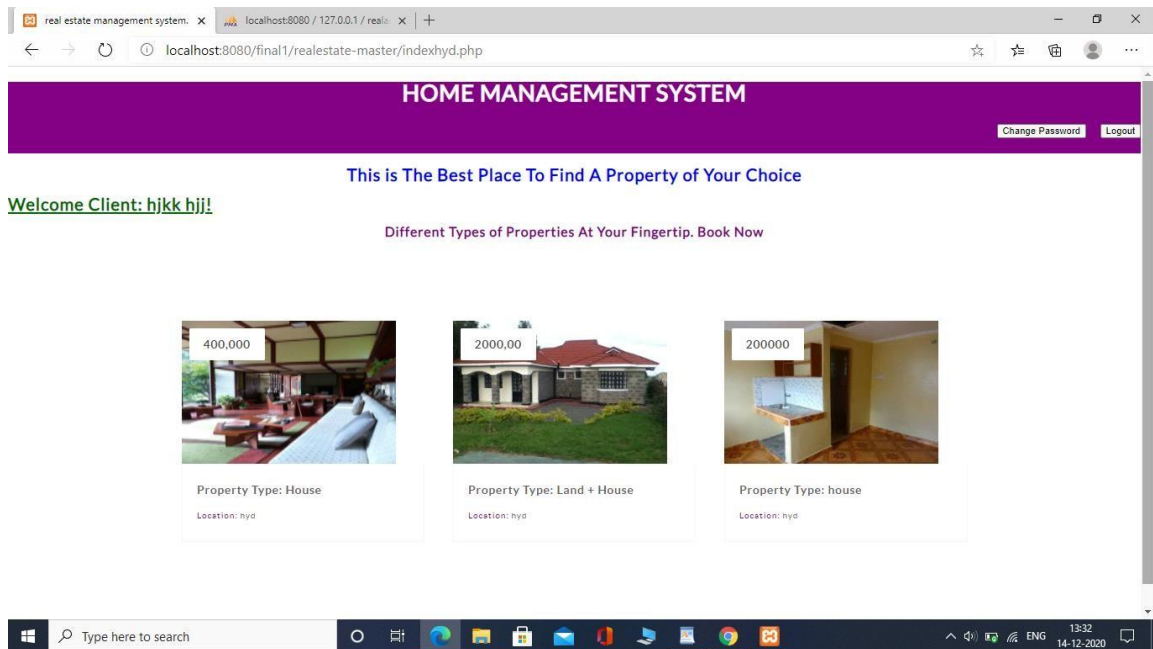 real estate management system.
localhost:8080 / 127.0.0.1 / reala
localhost:8080/final1/realestate-master/indexhyd.php
HOME MANAGEMENT SYSTEM
Change Password Logout
This is The Best Place To Find A Property of Your Choice
Welcome Client: hjkk hjj!
Different Types of Properties At Your Fingertip. Book Now
400,000 2000,00 200000
Property Type: House Property Type: Land + House Property Type: house
Location: hyd Location: hyd Location: hyd
Type here to search
ENG 13:32
14-12-2020